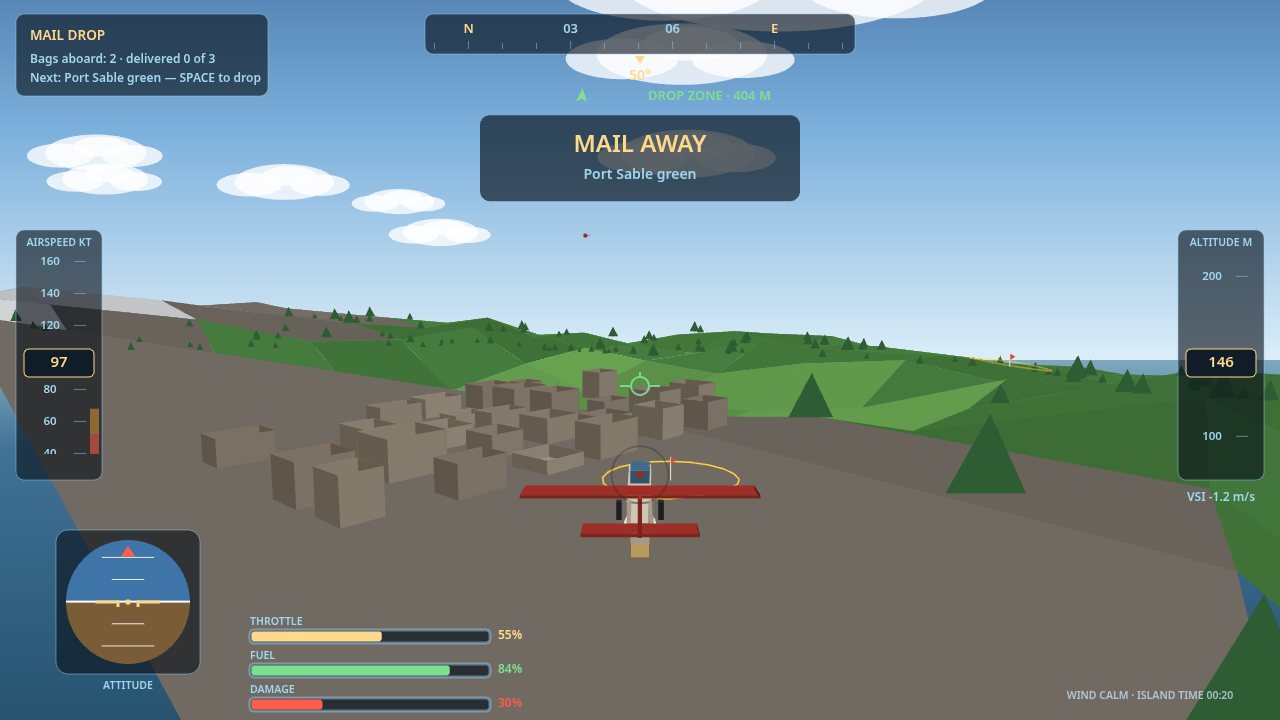 MAIL DROP
Bags aboard: 2 · delivered 0 of 3
Next: Port Sable green — SPACE to drop
N 03 06 E
50°
DROP ZONE · 404 M
MAIL AWAY
Port Sable green
AIRSPEED KT
160
140
120
97
80
60
40
ALTITUDE M
200
146
100
VSI -1.2 m/s
ATTITUDE
THROTTLE
55%
FUEL
84%
DAMAGE
30%
WIND CALM · ISLAND TIME 00:20